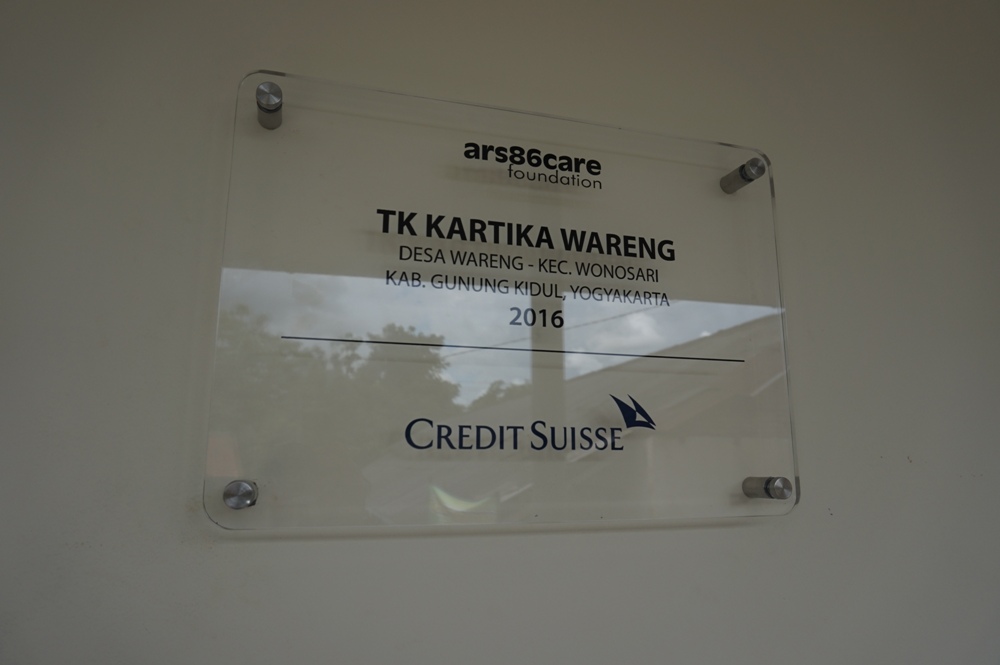 ars86care
foundation
TK KARTIKA WARENG
DESA WARENG - KEC. WONOSARI
KAB. GUNUNG KIDUL, YOGYAKARTA
2016
CREDIT SUISSE